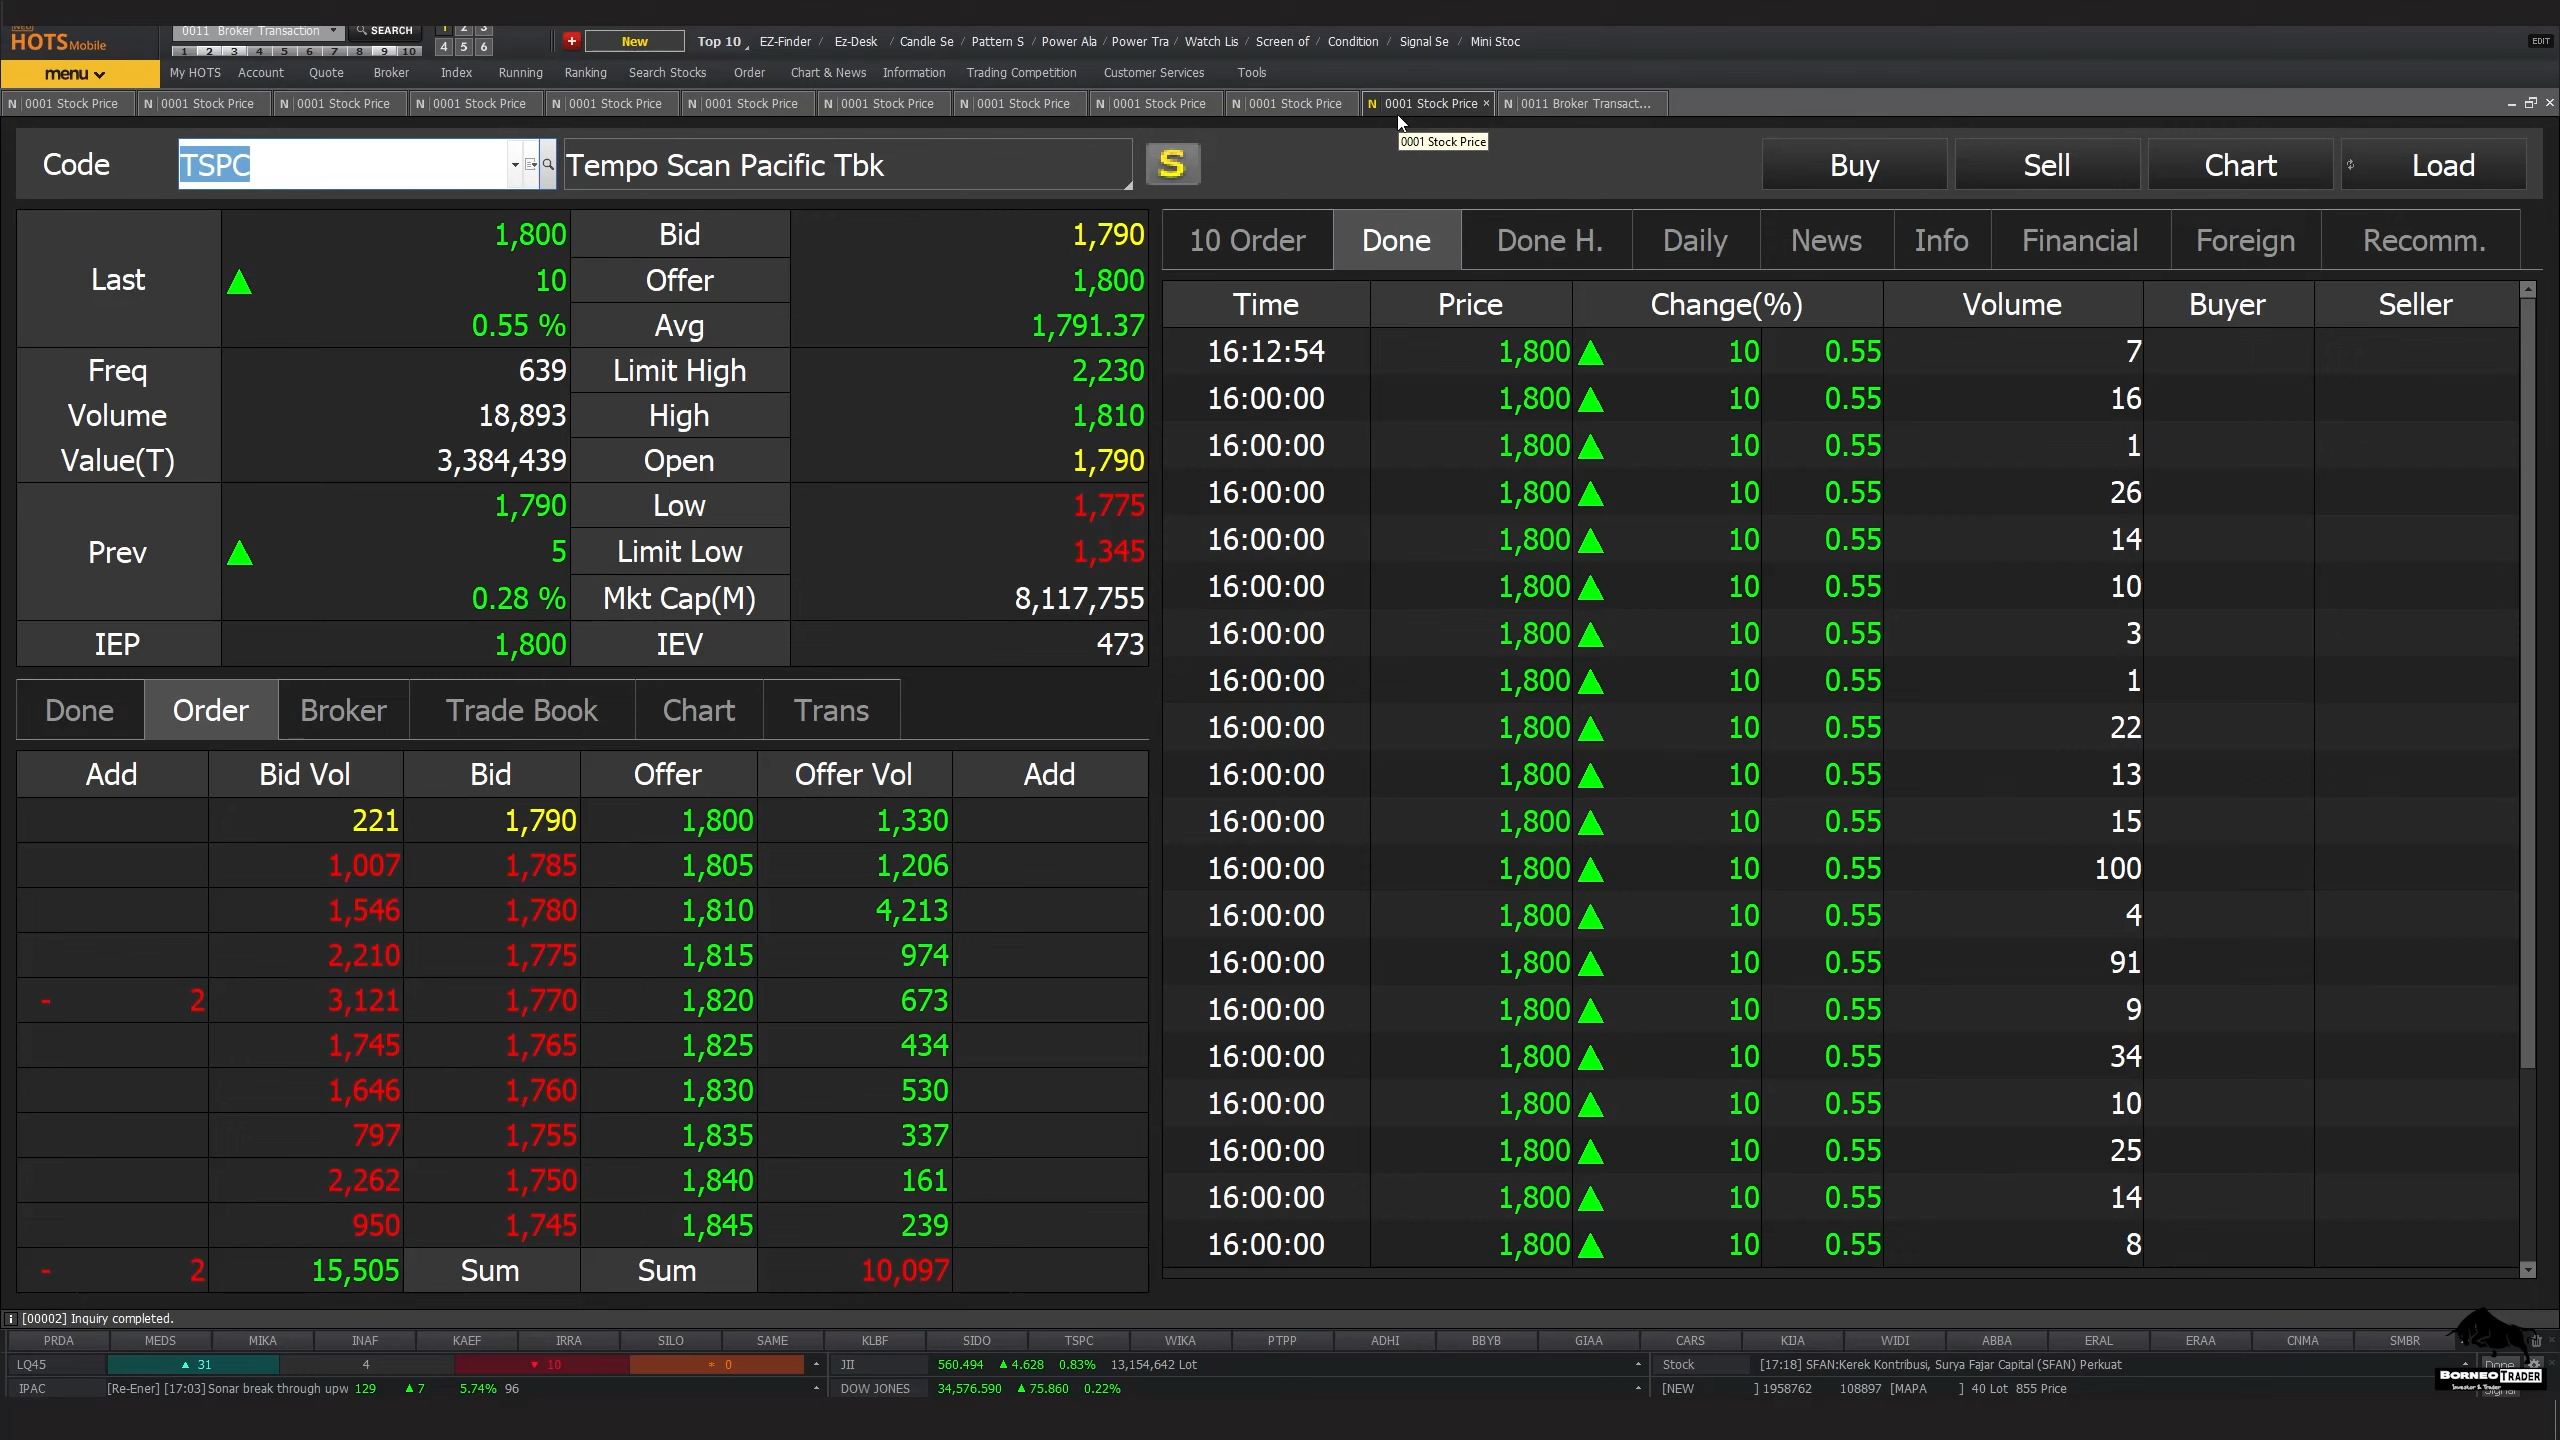 HOTS Mobile
0011 Broker Transaction SEARCH 1 2 3
1 2 3 4 5 6 7 8 9 10 4 5 6
New Top 10 EZ-Finder / Ez-Desk / Candle Se / Pattern S / Power Ala / Power Tra / Watch Lis / Screen of / Condition / Signal Se / Mini Stoc EDIT
menu My HOTS Account Quote Broker Index Running Ranking Search Stocks Order Chart & News Information Trading Competition Customer Services Tools
N 0001 Stock Price N 0001 Stock Price N 0001 Stock Price N 0001 Stock Price N 0001 Stock Price N 0001 Stock Price N 0001 Stock Price N 0001 Stock Price N 0001 Stock Price N 0001 Stock Price N 0001 Stock Price × N 0011 Broker Transact...
0001 Stock Price
Code TSPC Tempo Scan Pacific Tbk S Buy Sell Chart Load
Last 1,800 Bid 1,790
▲ 10 Offer 1,800
0.55 % Avg 1,791.37
Freq 639 Limit High 2,230
Volume 18,893 High 1,810
Value(T) 3,384,439 Open 1,790
Prev 1,790 Low 1,775
▲ 5 Limit Low 1,345
0.28 % Mkt Cap(M) 8,117,755
IEP 1,800 IEV 473
Done Order Broker Trade Book Chart Trans
Add Bid Vol Bid Offer Offer Vol Add
221 1,790 1,800 1,330
1,007 1,785 1,805 1,206
1,546 1,780 1,810 4,213
2,210 1,775 1,815 974
- 2 3,121 1,770 1,820 673
1,745 1,765 1,825 434
1,646 1,760 1,830 530
797 1,755 1,835 337
2,262 1,750 1,840 161
950 1,745 1,845 239
- 2 15,505 Sum Sum 10,097
10 Order Done Done H. Daily News Info Financial Foreign Recomm.
Time Price Change(%) Volume Buyer Seller
16:12:54 1,800 ▲ 10 0.55 7
16:00:00 1,800 ▲ 10 0.55 16
16:00:00 1,800 ▲ 10 0.55 1
16:00:00 1,800 ▲ 10 0.55 26
16:00:00 1,800 ▲ 10 0.55 14
16:00:00 1,800 ▲ 10 0.55 10
16:00:00 1,800 ▲ 10 0.55 3
16:00:00 1,800 ▲ 10 0.55 1
16:00:00 1,800 ▲ 10 0.55 22
16:00:00 1,800 ▲ 10 0.55 13
16:00:00 1,800 ▲ 10 0.55 15
16:00:00 1,800 ▲ 10 0.55 100
16:00:00 1,800 ▲ 10 0.55 4
16:00:00 1,800 ▲ 10 0.55 91
16:00:00 1,800 ▲ 10 0.55 9
16:00:00 1,800 ▲ 10 0.55 34
16:00:00 1,800 ▲ 10 0.55 10
16:00:00 1,800 ▲ 10 0.55 25
16:00:00 1,800 ▲ 10 0.55 14
16:00:00 1,800 ▲ 10 0.55 8
[00002] Inquiry completed.
PRDA MEDS MIKA INAF KAEF IRRA SILO SAME KLBF SIDO TSPC WIKA PTPP ADHI BBYB GIAA CARS KIJA WIDI ABBA ERAL ERAA CNMA SMBR
LQ45 ▲ 31 4 ▼ 10 * 0 JII 560.494 ▲ 4.628 0.83% 13,154,642 Lot Stock [17:18] SFAN:Kerek Kontribusi, Surya Fajar Capital (SFAN) Perkuat
IPAC [Re-Ener] [17:03]Sonar break through upw 129 ▲ 7 5.74% 96 DOW JONES 34,576.590 ▲ 75.860 0.22% [NEW ] 1958762 108897 [MAPA ] 40 Lot 855 Price
BORNEO TRADER
Investor & Trader